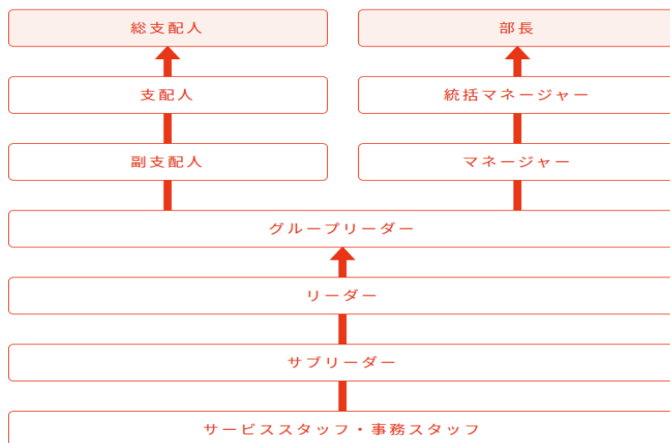 総支配人
部長
支配人
統括マネージャー
副支配人
マネージャー
グループリーダー
リーダー
サブリーダー
サービススタッフ・事務スタッフ